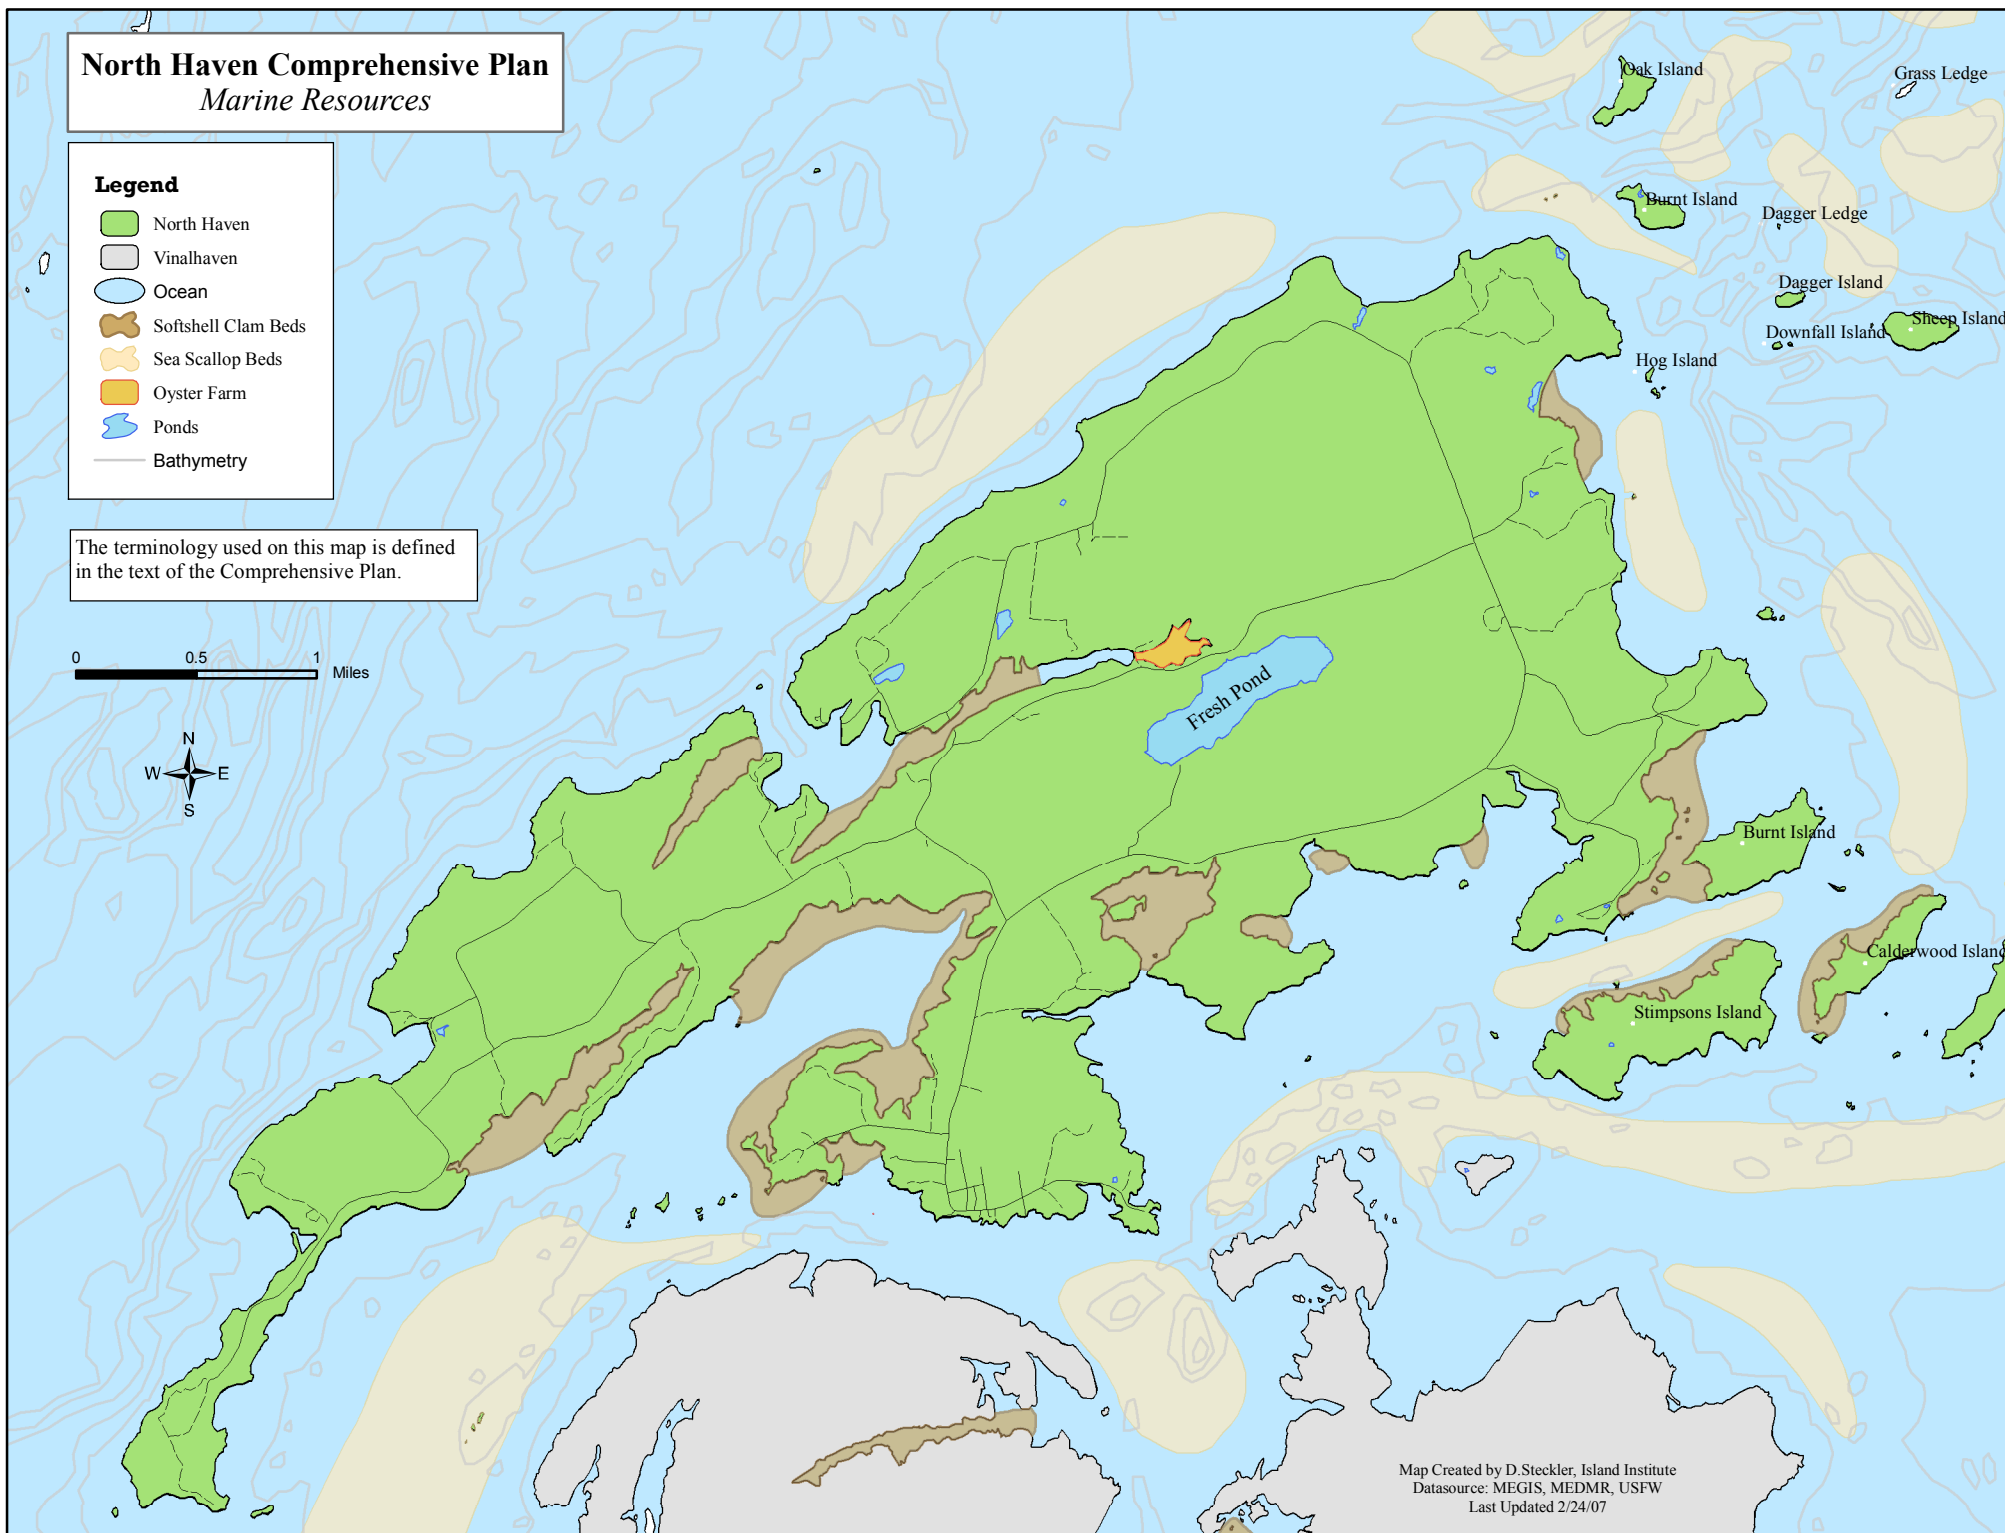 North Haven Comprehensive Plan
Marine Resources
Legend
North Haven
Vinalhaven
Ocean
Softshell Clam Beds
Sea Scallop Beds
Oyster Farm
Ponds
Bathymetry
The terminology used on this map is defined
in the text of the Comprehensive Plan.
0 0.5 1
Miles
N
W E
S
Oak Island
Grass Ledge
Burnt Island
Dagger Ledge
Dagger Island
Sheep Island
Downfall Island
Hog Island
Fresh Pond
Burnt Island
Calderwood Island
Stimpsons Island
Map Created by D.Steckler, Island Institute
Datasource: MEGIS, MEDMR, USFW
Last Updated 2/24/07